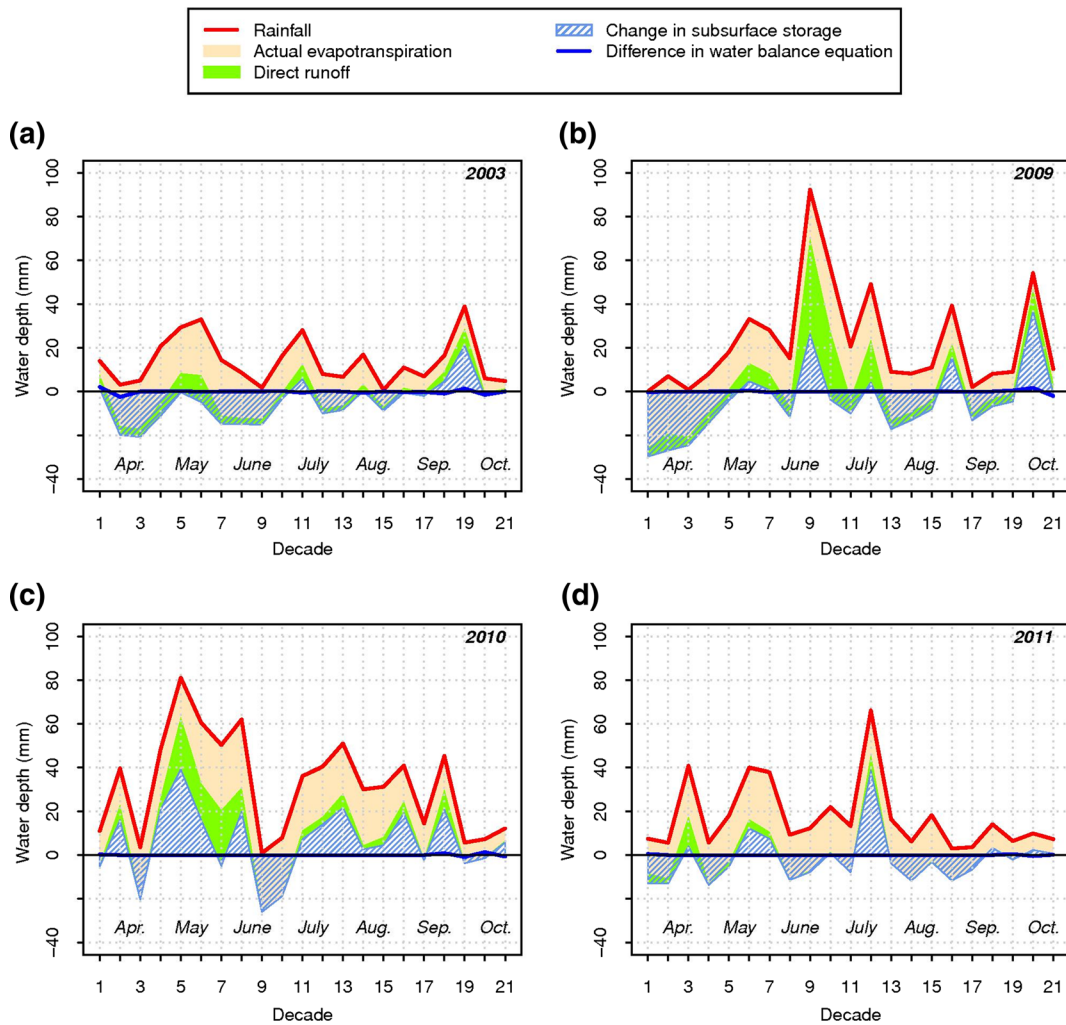 Rainfall
Actual evapotranspiration
Direct runoff
Change in subsurface storage
Difference in water balance equation
(a)
2003
100
80
60
40
20
0
−40
Water depth (mm)
Apr. May June July Aug. Sep. Oct.
1 3 5 7 9 11 13 15 17 19 21
Decade
(b)
2009
100
80
60
40
20
0
−40
Water depth (mm)
Apr. May June July Aug. Sep. Oct.
1 3 5 7 9 11 13 15 17 19 21
Decade
(c)
2010
100
80
60
40
20
0
−40
Water depth (mm)
Apr. May June July Aug. Sep. Oct.
1 3 5 7 9 11 13 15 17 19 21
Decade
(d)
2011
100
80
60
40
20
0
−40
Water depth (mm)
Apr. May June July Aug. Sep. Oct.
1 3 5 7 9 11 13 15 17 19 21
Decade